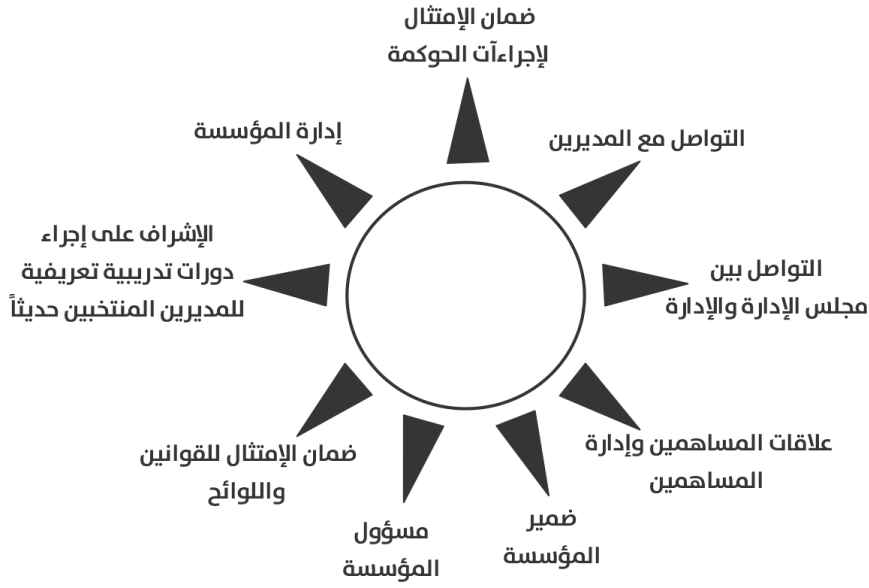 ضمان الإمتثال
لإجراءآت الحوكمة
التواصل مع المديرين
التواصل بين
مجلس الإدارة والإدارة
علاقات المساهمين وإدارة
المساهمين
ضمير
المؤسسة
مسؤول
المؤسسة
ضمان الإمتثال للقوانين
واللوائح
الإشراف على إجراء
دورات تدريبية تعريفية
للمديرين المنتخبين حديثاً
إدارة المؤسسة